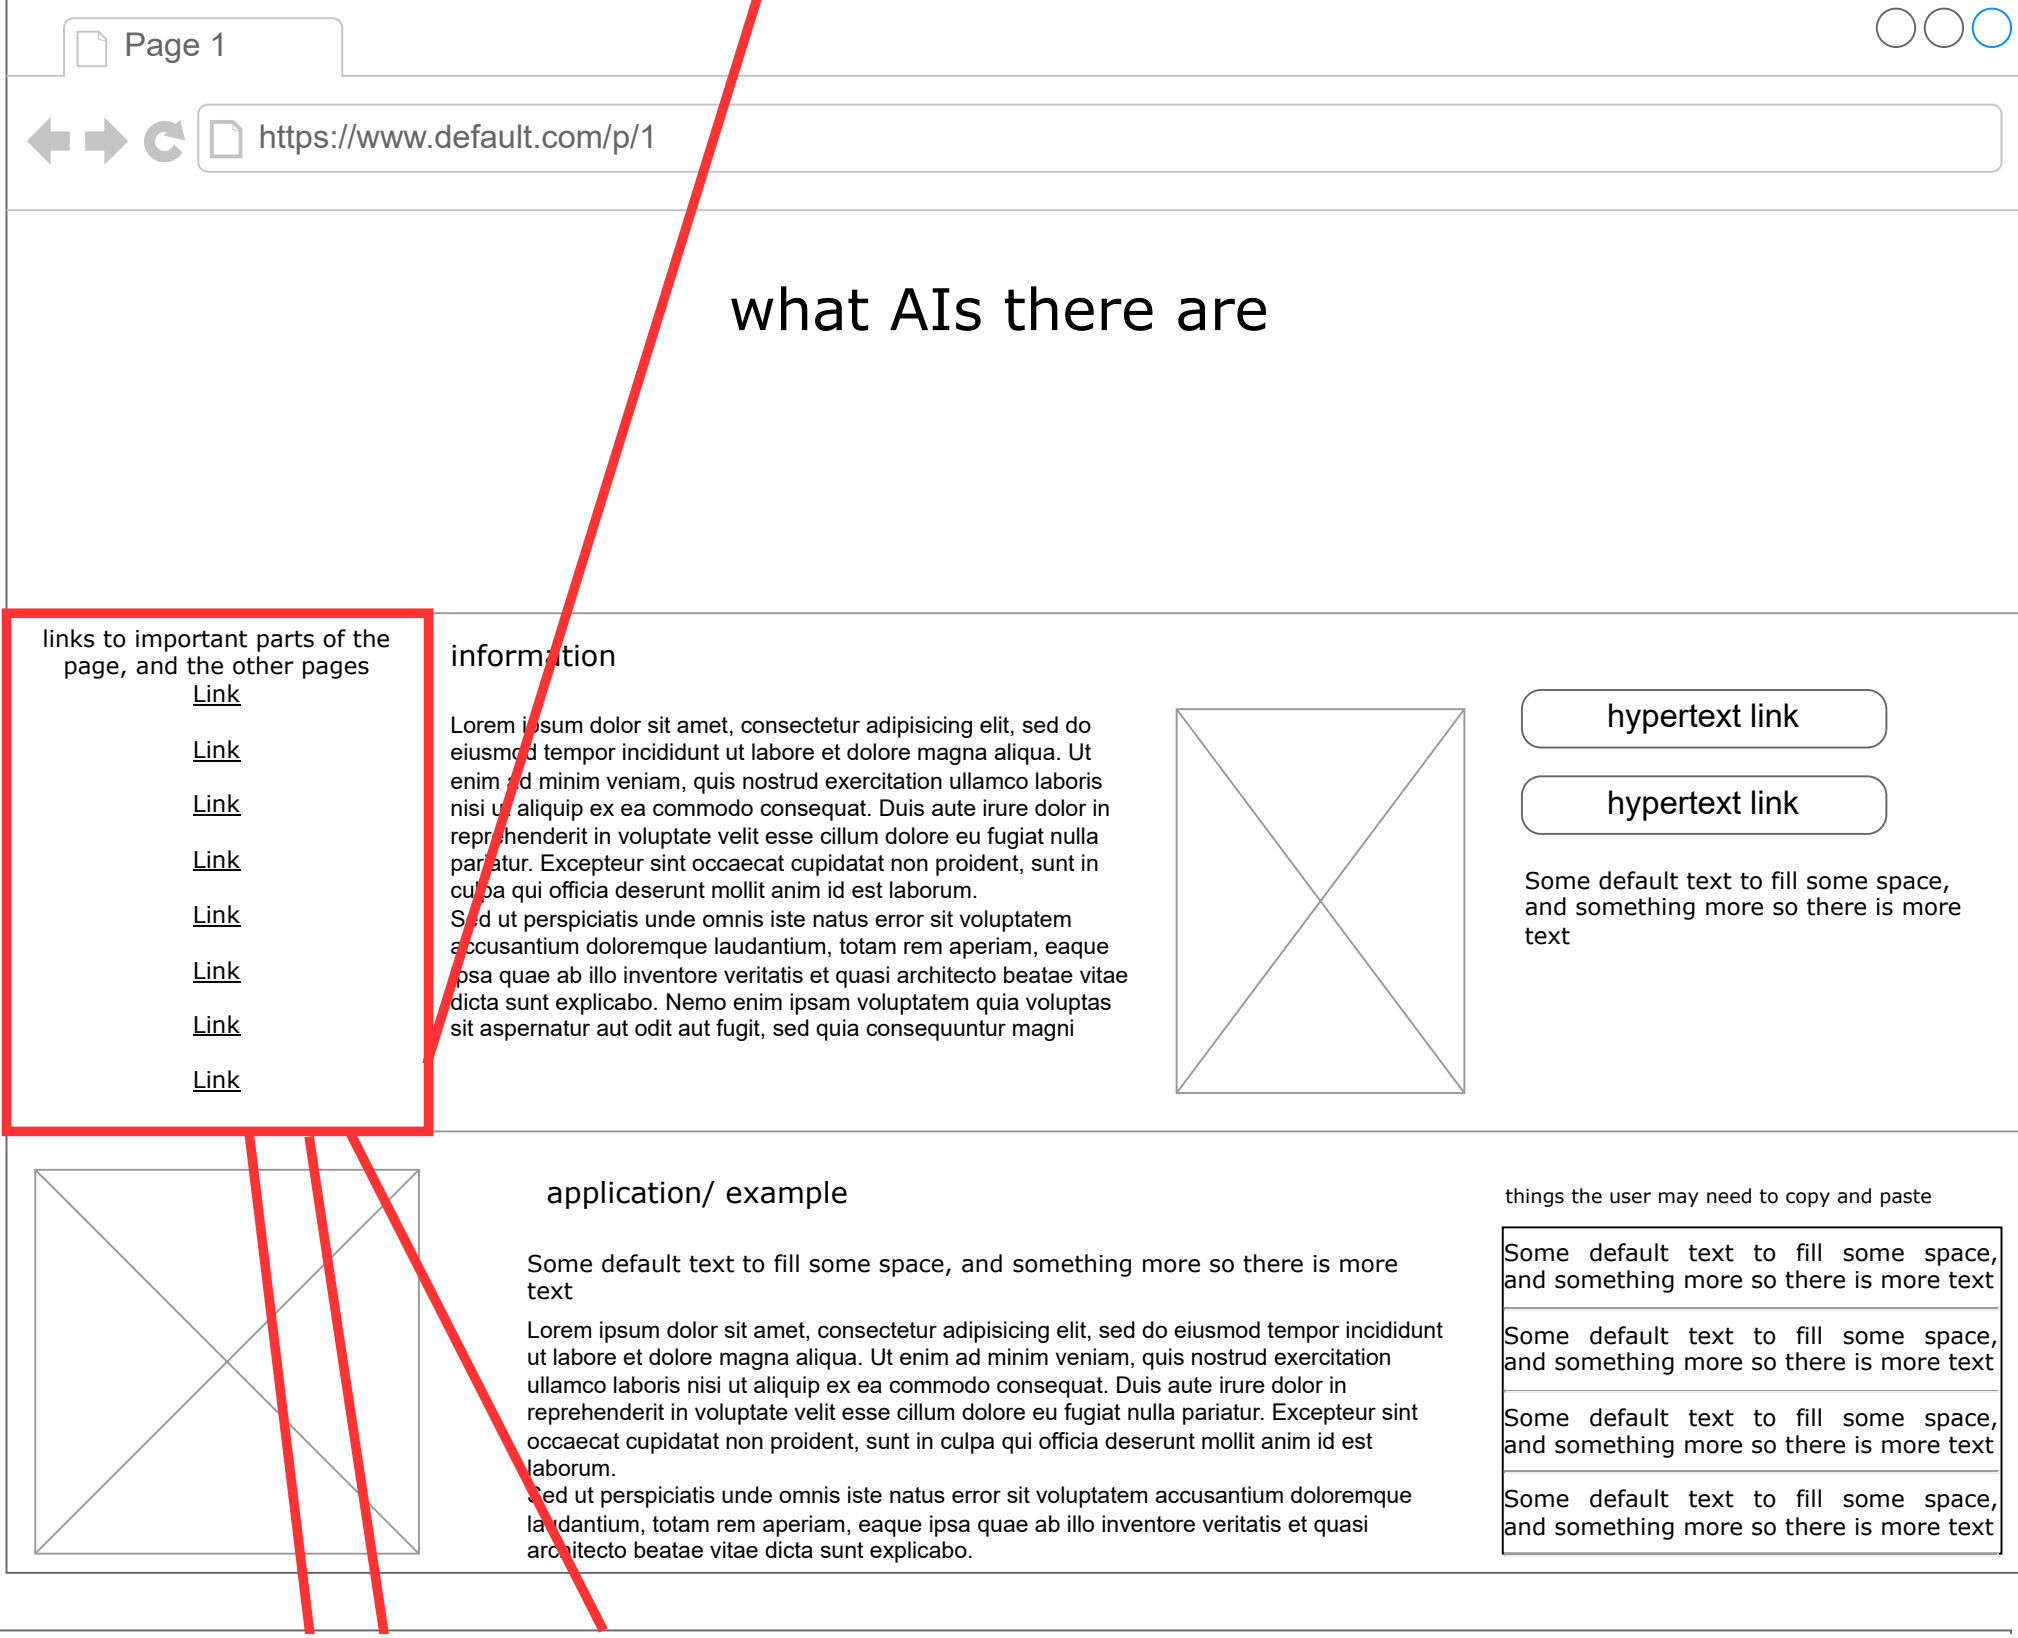 Page 1
https://www.default.com/p/1
what AIs there are
links to important parts of the
page, and the other pages
Link
Link
Link
Link
Link
Link
Link
Link
information
Lorem ipsum dolor sit amet, consectetur adipisicing elit, sed do
eiusmod tempor incididunt ut labore et dolore magna aliqua. Ut
enim ad minim veniam, quis nostrud exercitation ullamco laboris
nisi ut aliquip ex ea commodo consequat. Duis aute irure dolor in
reprehenderit in voluptate velit esse cillum dolore eu fugiat nulla
pariatur. Excepteur sint occaecat cupidatat non proident, sunt in
culpa qui officia deserunt mollit anim id est laborum.
Sed ut perspiciatis unde omnis iste natus error sit voluptatem
accusantium doloremque laudantium, totam rem aperiam, eaque
ipsa quae ab illo inventore veritatis et quasi architecto beatae vitae
dicta sunt explicabo. Nemo enim ipsam voluptatem quia voluptas
sit aspernatur aut odit aut fugit, sed quia consequuntur magni
hypertext link
hypertext link
Some default text to fill some space,
and something more so there is more
text
application/ example
Some default text to fill some space, and something more so there is more
text
Lorem ipsum dolor sit amet, consectetur adipisicing elit, sed do eiusmod tempor incididunt
ut labore et dolore magna aliqua. Ut enim ad minim veniam, quis nostrud exercitation
ullamco laboris nisi ut aliquip ex ea commodo consequat. Duis aute irure dolor in
reprehenderit in voluptate velit esse cillum dolore eu fugiat nulla pariatur. Excepteur sint
occaecat cupidatat non proident, sunt in culpa qui officia deserunt mollit anim id est
laborum.
Sed ut perspiciatis unde omnis iste natus error sit voluptatem accusantium doloremque
laudantium, totam rem aperiam, eaque ipsa quae ab illo inventore veritatis et quasi
architecto beatae vitae dicta sunt explicabo.
things the user may need to copy and paste
Some default text to fill some space,
and something more so there is more text
Some default text to fill some space,
and something more so there is more text
Some default text to fill some space,
and something more so there is more text
Some default text to fill some space,
and something more so there is more text